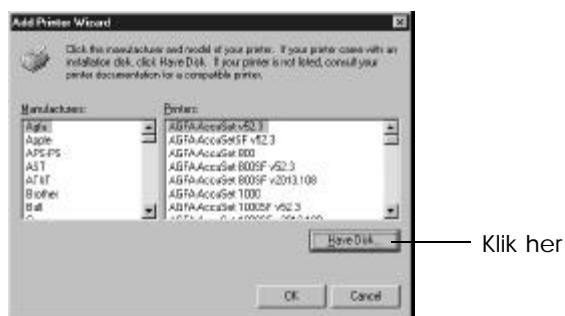 Add Printer Wizard
Click the manufacturer and model of your printer. If your printer came with an
installation disk, click Have Disk. If your printer is not listed, consult your
printer documentation for a compatible printer.
Manufacturers:
Printers:
Agfa
Apple
APS-PS
AST
AT&T
Brother
Bull
AGFA-AccuSet v52.3
AGFA-AccuSetSF v52.3
AGFA-AccuSet 800
AGFA-AccuSet 800SF v52.3
AGFA-AccuSet 800SF v2013.108
AGFA-AccuSet 1000
AGFA-AccuSet 1000SF v52.3
Have Disk...
Klik her
OK
Cancel